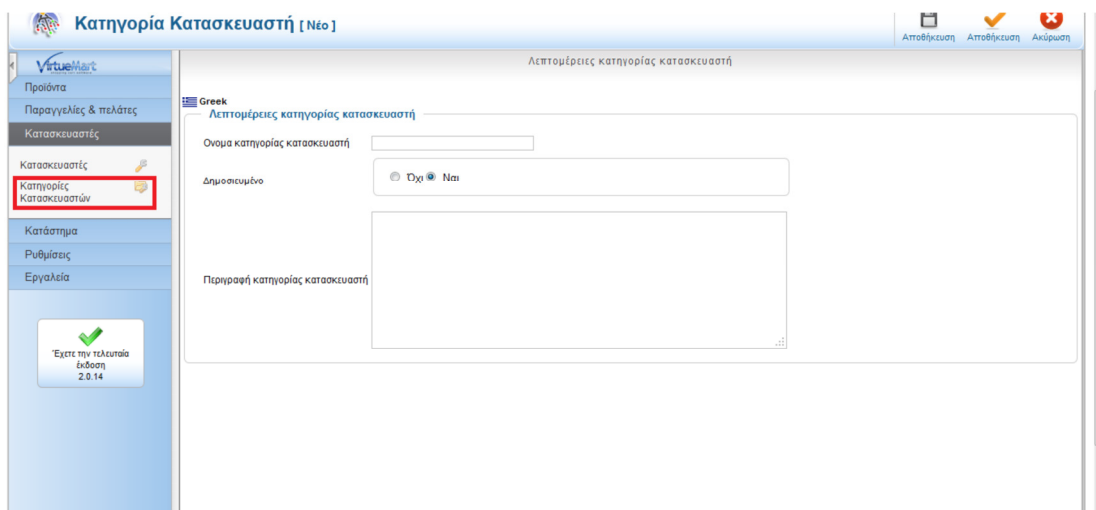 Κατηγορία Κατασκευαστή [ Νέο ]
Αποθήκευση Αποθήκευση Ακύρωση
VirtueMart
Λεπτομέρειες κατηγορίας κατασκευαστή
Προϊόντα
Παραγγελίες & πελάτες
Κατασκευαστές
Κατασκευαστές
Κατηγορίες
Κατασκευαστών
Κατάστημα
Ρυθμίσεις
Εργαλεία
Έχετε την τελευταία
έκδοση
2.0.14
Greek
Λεπτομέρειες κατηγορίας κατασκευαστή
Ονομα κατηγορίας κατασκευαστή
Δημοσιευμένο
Όχι Ναι
Περιγραφή κατηγορίας κατασκευαστή